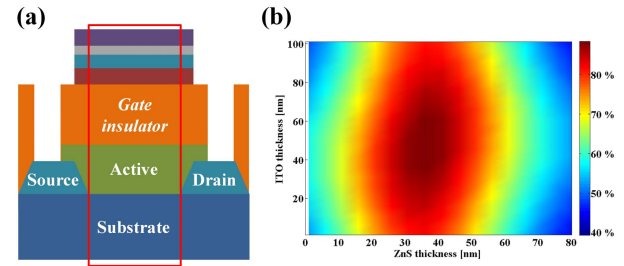 (a)
Gate
insulator
Source
Active
Drain
Substrate
(b)
ITO thickness [nm]
100
80
60
40
20
0 10 20 30 40 50 60 70 80
ZnS thickness [nm]
80 %
70 %
60 %
50 %
40 %